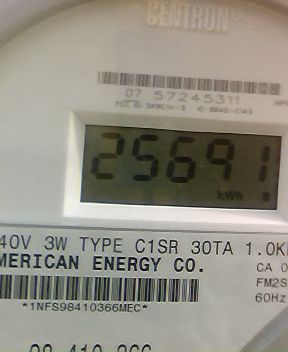 CENTRON®
07 57245311
25691
kWh
40V 3W TYPE C1SR 30TA 1.0K
MERICAN ENERGY CO.
CA 0
FM2S
60Hz
*1NFS98410366MEC*